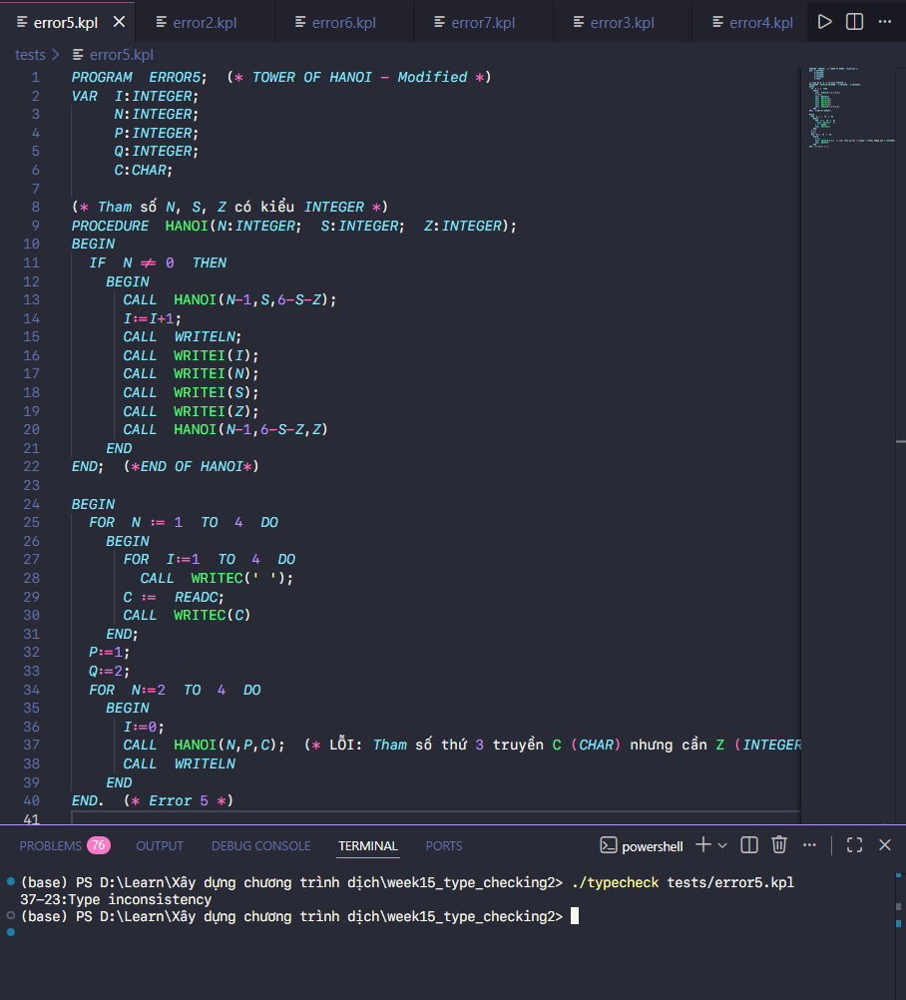 error5.kpl error2.kpl error6.kpl error7.kpl error3.kpl error4.kpl
tests > error5.kpl
1 PROGRAM ERROR5; (* TOWER OF HANOI - Modified *)
2 VAR I:INTEGER;
3 N:INTEGER;
4 P:INTEGER;
5 Q:INTEGER;
6 C:CHAR;
7
8 (* Tham số N, S, Z có kiểu INTEGER *)
9 PROCEDURE HANOI(N:INTEGER; S:INTEGER; Z:INTEGER);
10 BEGIN
11 IF N != 0 THEN
12 BEGIN
13 CALL HANOI(N-1,S,6-S-Z);
14 I:=I+1;
15 CALL WRITELN;
16 CALL WRITEI(I);
17 CALL WRITEI(N);
18 CALL WRITEI(S);
19 CALL WRITEI(Z);
20 CALL HANOI(N-1,6-S-Z,Z)
21 END
22 END; (*END OF HANOI*)
23
24 BEGIN
25 FOR N := 1 TO 4 DO
26 BEGIN
27 FOR I:=1 TO 4 DO
28 CALL WRITEC(' ');
29 C := READC;
30 CALL WRITEC(C)
31 END;
32 P:=1;
33 Q:=2;
34 FOR N:=2 TO 4 DO
35 BEGIN
36 I:=0;
37 CALL HANOI(N,P,C); (* LỖI: Tham số thứ 3 truyền C (CHAR) nhưng cần Z (INTEGER
38 CALL WRITELN
39 END
40 END. (* Error 5 *)
41
PROBLEMS 76 OUTPUT DEBUG CONSOLE TERMINAL PORTS powershell
(base) PS D:\Learn\Xây dựng chương trình dịch\week15_type_checking2> ./typecheck tests/error5.kpl
37-23:Type inconsistency
(base) PS D:\Learn\Xây dựng chương trình dịch\week15_type_checking2>